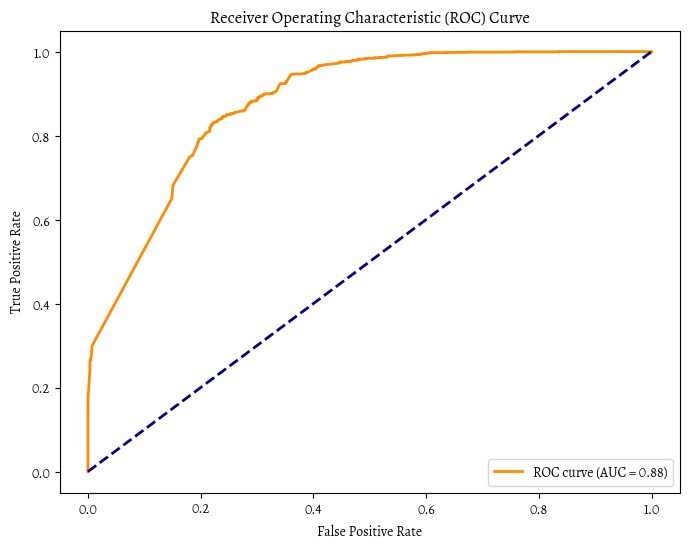 Receiver Operating Characteristic (ROC) Curve
1.0
0.8
0.6
0.4
0.2
0.0
True Positive Rate
ROC curve (AUC = 0.88)
0.0 0.2 0.4 0.6 0.8 1.0
False Positive Rate